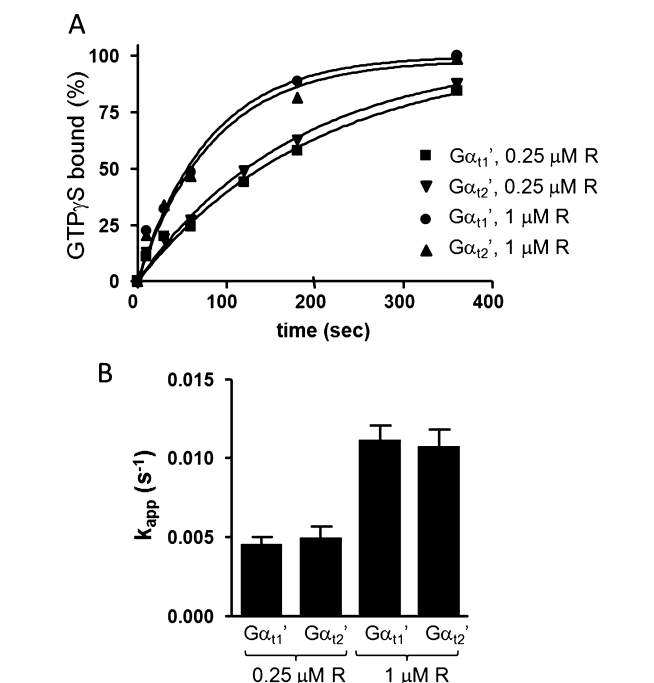 A
GTPγS bound (%)
100
75
50
25
0
0 100 200 300 400
time (sec)
Gαt1’, 0.25 μM R
Gαt2’, 0.25 μM R
Gαt1’, 1 μM R
Gαt2’, 1 μM R
B
kapp (s-1)
0.015
0.010
0.005
0.000
Gαt1’ Gαt2’ Gαt1’ Gαt2’
0.25 μM R 1 μM R